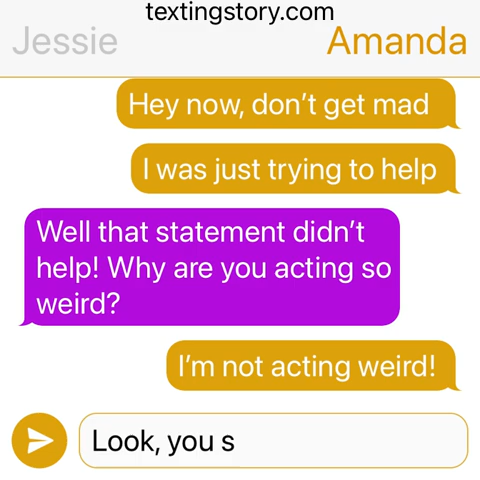 textingstory.com
Jessie
Amanda
Hey now, don’t get mad
I was just trying to help
Well that statement didn’t
help! Why are you acting so
weird?
I’m not acting weird!
Look, you s